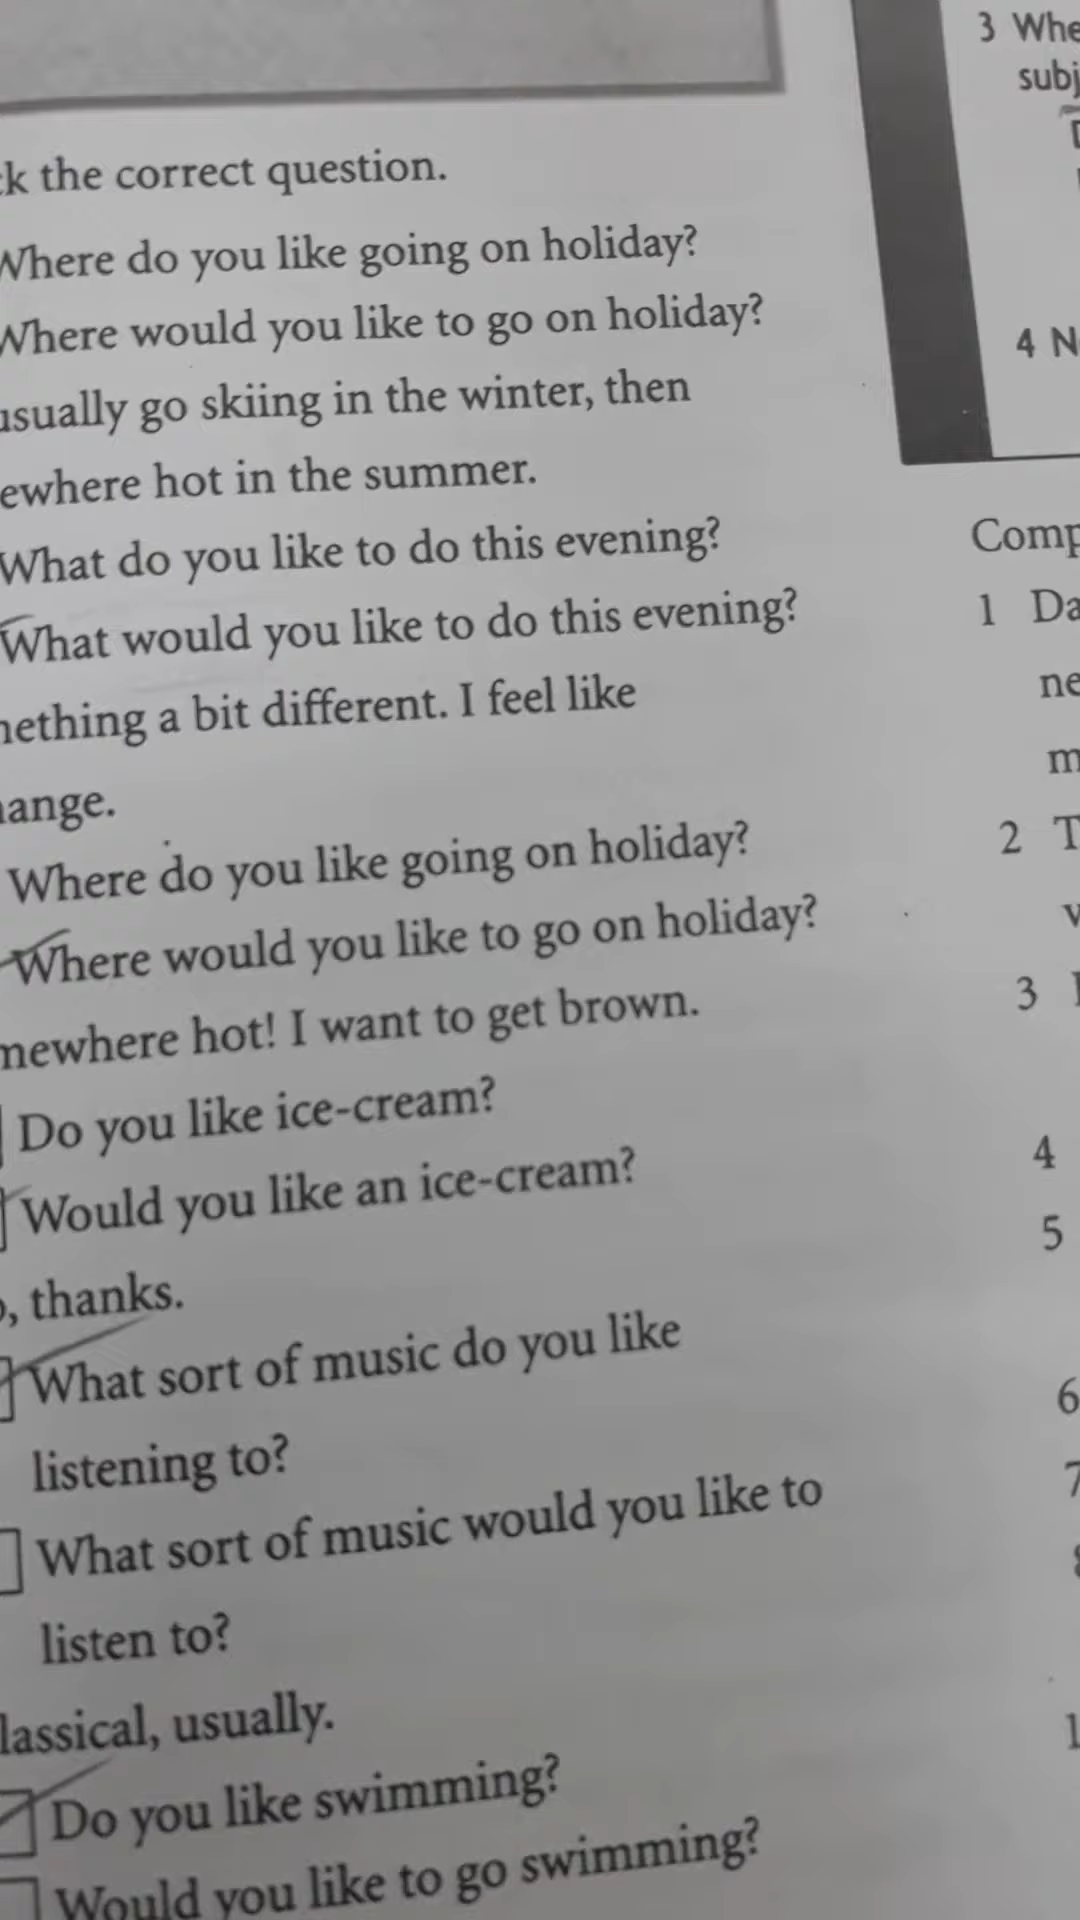 the correct question.
Where do you like going on holiday?
Where would you like to go on holiday?
usually go skiing in the winter, then
ewhere hot in the summer.
What do you like to do this evening?
What would you like to do this evening?
mething a bit different. I feel like
ange.
Where do you like going on holiday?
Where would you like to go on holiday?
mewhere hot! I want to get brown.
Do you like ice-cream?
Would you like an ice-cream?
, thanks.
What sort of music do you like
listening to?
What sort of music would you like to
listen to?
lassical, usually.
Do you like swimming?
Would you like to go swimming?
3 Whe
subj
4 N
Comp
1 Da
ne
m
2 T
3
4
5
6
7
1